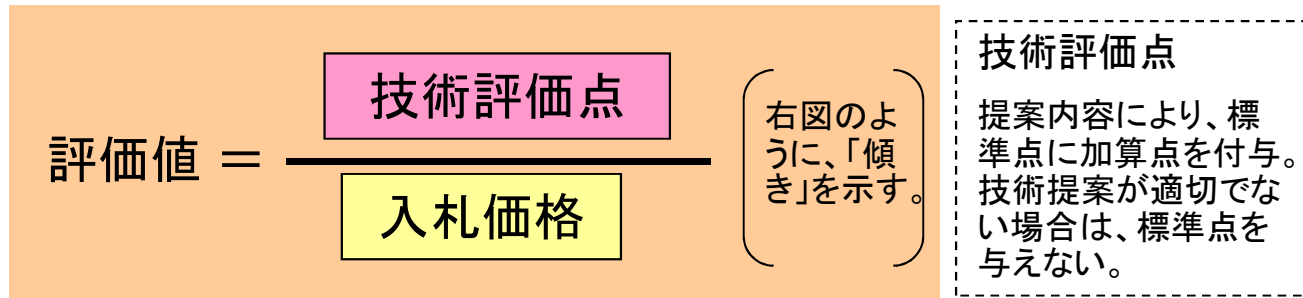 評価値 =
技術評価点
入札価格
右図のよ
うに、「傾
き」を示す。
技術評価点
提案内容により、標
準点に加算点を付与。
技術提案が適切でな
い場合は、標準点を
与えない。